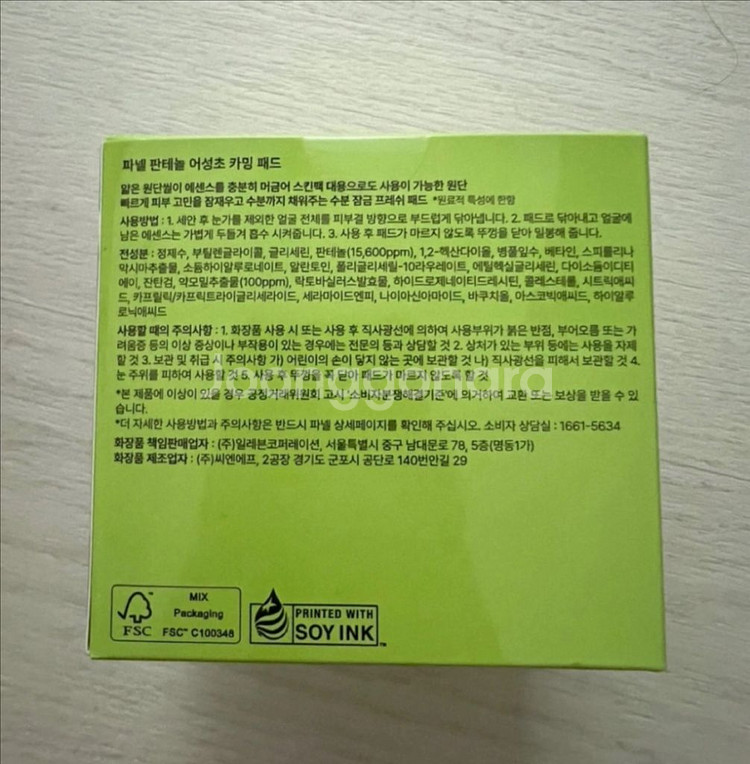 파넬 판테놀 어성초 카밍 패드
얇은 원단씰이 에센스를 충분히 머금어 스킨팩 대용으로도 사용이 가능한 원단
빠르게 피부 고민을 잠재우고 수분까지 채워주는 수분 잠금 프레쉬 패드 *원료적 특성에 한함
사용방법 : 1. 세안 후 눈가를 제외한 얼굴 전체를 피부결 방향으로 부드럽게 닦아냅니다. 2. 패드로 닦아내고 얼굴에
남은 에센스는 가볍게 두들겨 흡수 시켜줍니다. 3. 사용 후 패드가 마르지 않도록 뚜껑을 닫아 밀봉해 줍니다.
전성분 : 정제수, 부틸렌글라이콜, 글리세린, 판테놀(15,600ppm), 1,2-헥산다이올, 병풀잎수, 베타인, 스피룰리나
막시마추출물, 소듐하이알루로네이트, 알란토인, 폴리글리세릴-10라우레이트, 에틸헥실글리세린, 다이소듐이디티
에이, 잔탄검, 약모밀추출물(100ppm), 락토바실러스발효물, 하이드로제네이티드레시틴, 콜레스테롤, 시트릭애씨
드, 카프릴릭/카프릭트라이글리세라이드, 세라마이드엔피, 나이아신아마이드, 바쿠치올, 아스코빅애씨드, 하이알루
로닉애씨드
사용할 때의 주의사항 : 1. 화장품 사용 시 또는 사용 후 직사광선에 의하여 사용부위가 붉은 반점, 부어오름 또는 가
려움증 등의 이상 증상이나 부작용이 있는 경우에는 전문의 등과 상담할 것 2. 상처가 있는 부위 등에는 사용을 자제
할 것 3. 보관 및 취급 시 주의사항 가) 어린이의 손이 닿지 않는 곳에 보관할 것 나) 직사광선을 피해서 보관할 것 4.
눈 주위를 피하여 사용할 것 5. 사용 후 뚜껑을 꼭 닫아 패드가 마르지 않도록 할 것
*본 제품에 이상이 있을 경우 공정거래위원회 고시 '소비자분쟁해결기준'에 의거하여 교환 또는 보상을 받을 수 있
습니다.
*더 자세한 사용방법과 주의사항은 반드시 파넬 상세페이지를 확인해 주십시오. 소비자 상담실 : 1661-5634
화장품 책임판매업자 : (주)일레븐코퍼레이션, 서울특별시 중구 남대문로 78, 5층(명동1가)
화장품 제조업자 : (주)씨엔에프, 2공장 경기도 군포시 공단로 140번안길 29
joonggonara
FSC™
MIX
Packaging
FSC™ C100348
PRINTED WITH
SOY INK™